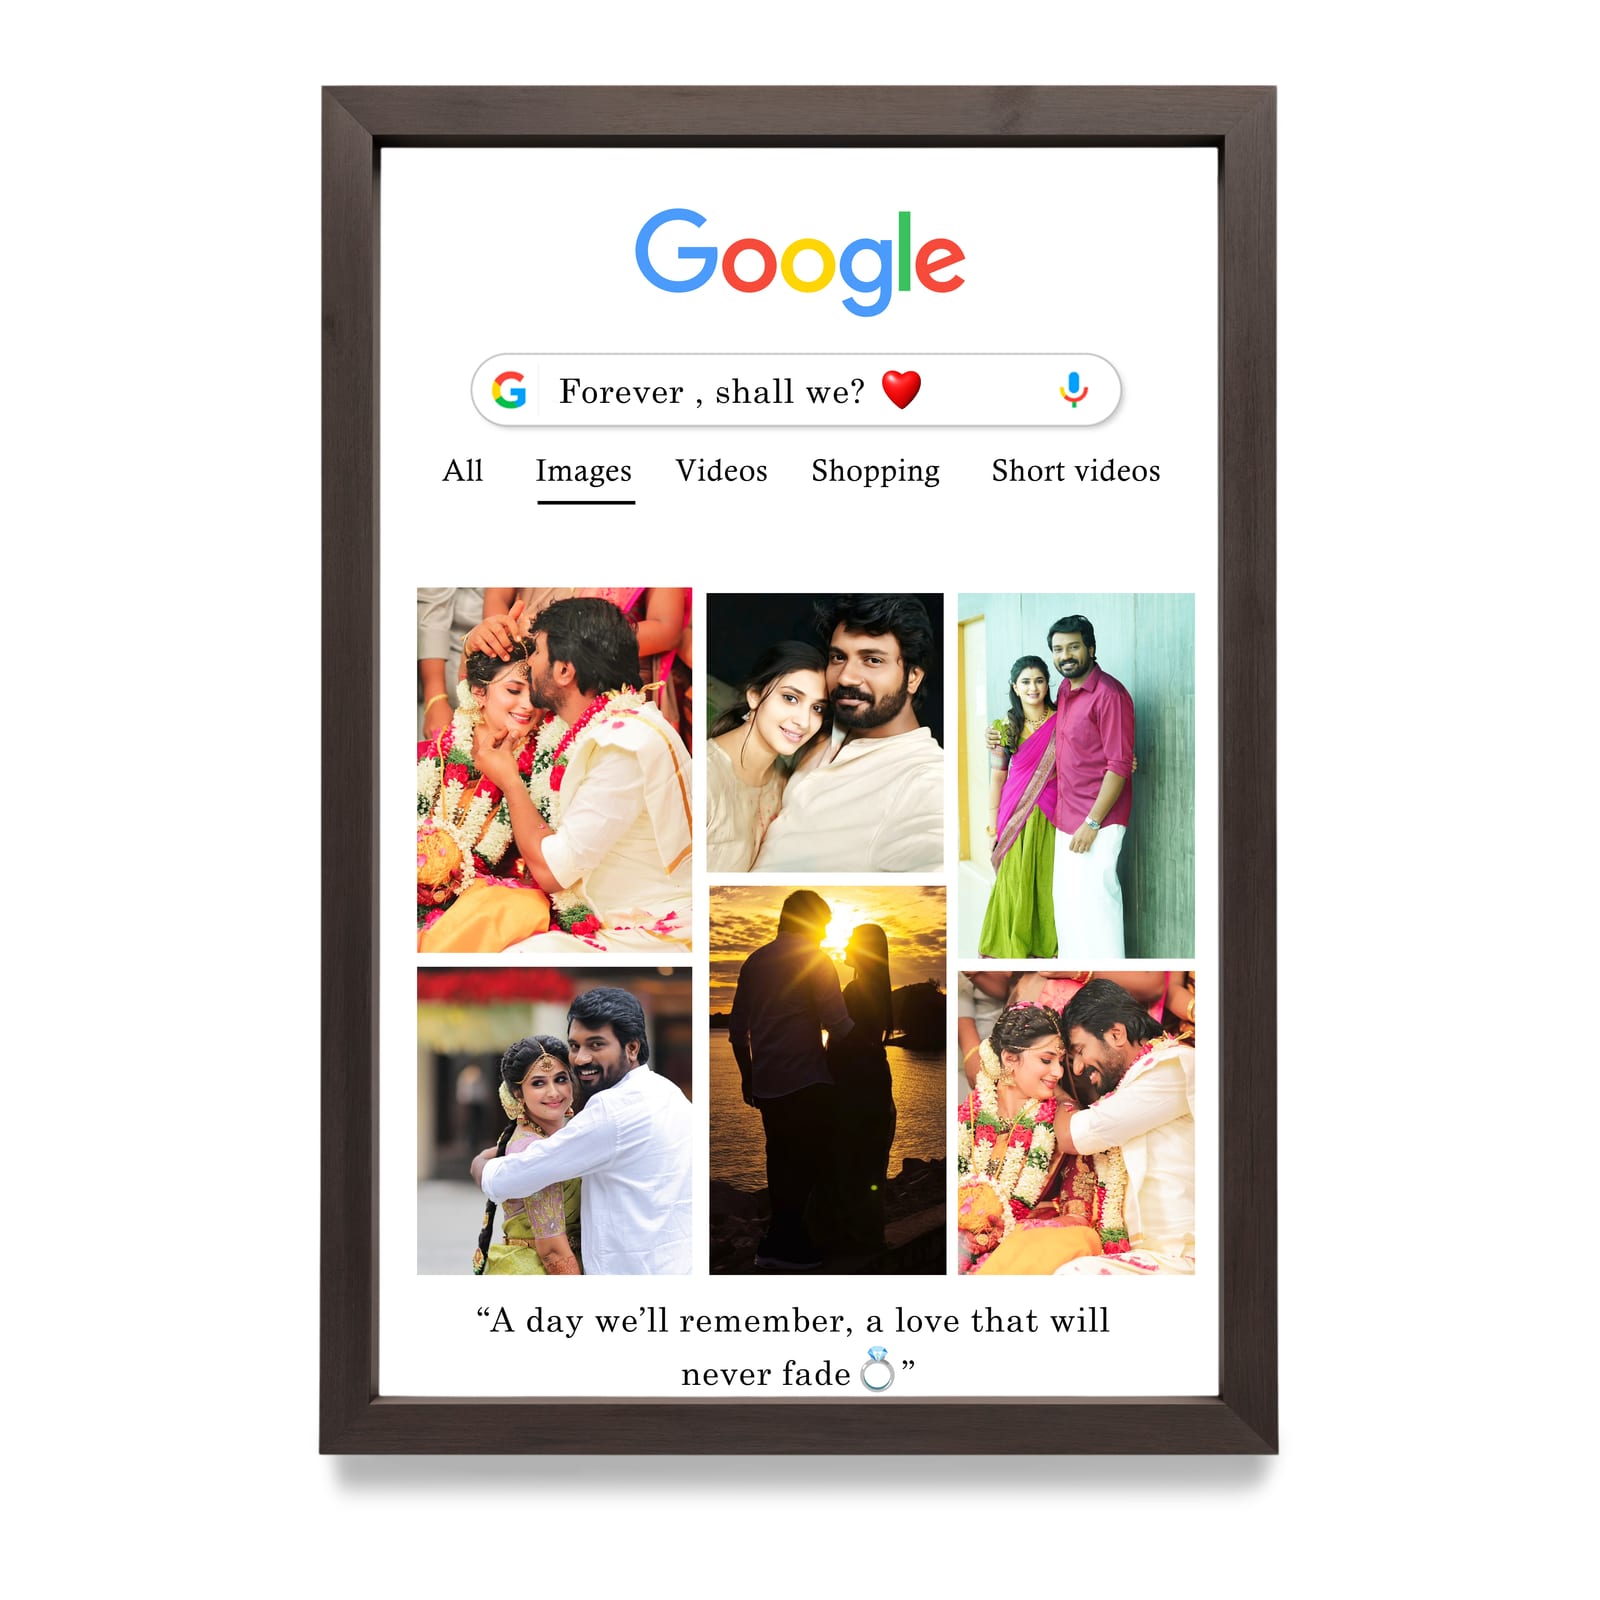 Google
G Forever , shall we? ❤️
All Images Videos Shopping Short videos
“A day we’ll remember, a love that will
never fade💍”